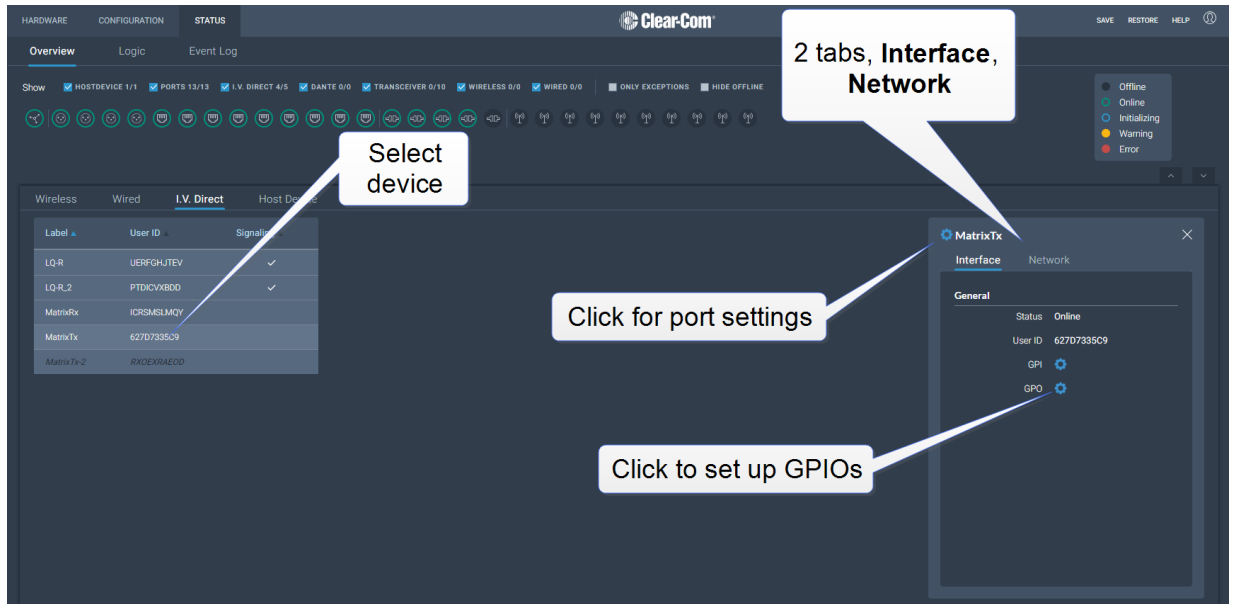 HARDWARE CONFIGURATION STATUS Clear-Com SAVE RESTORE HELP
Overview Logic Event Log
2 tabs, Interface,
Network
Show HOSTDEVICE 1/1 PORTS 13/13 I.V. DIRECT 4/5 DANTE 0/0 TRANSCEIVER 0/10 WIRELESS 0/0 WIRED 0/0 ONLY EXCEPTIONS HIDE OFFLINE
Offline
Online
Initializing
Warning
Error
Select
device
Wireless Wired I.V. Direct Host Device
Label User ID Signaling
LQ-R UERFGHJTEV
LQ-R_2 PTDICVXBDD
MatrixRx ICRSMSLMQY
MatrixTx 627D7335C9
MatrixTx-2 RXOEXRAEOD
MatrixTx
Interface Network
General
Status Online
User ID 627D7335C9
GPI
GPO
Click for port settings
Click to set up GPIOs